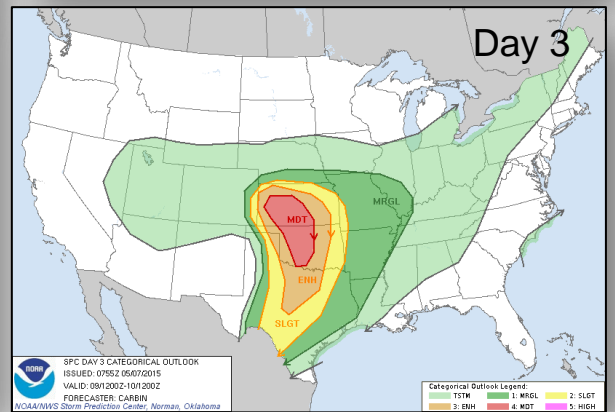 Day 3
MRGL
MDT
ENH
SLGT
NOAA
SPC DAY 3 CATEGORICAL OUTLOOK
ISSUED: 0755Z 05/07/2015
VALID: 09/1200Z-10/1200Z
FORECASTER: CARBIN
NOAA/NWS Storm Prediction Center, Norman, Oklahoma
Categorical Outlook Legend:
TSTM 1: MRGL 2: SLGT
3: ENH 4: MDT 5: HIGH